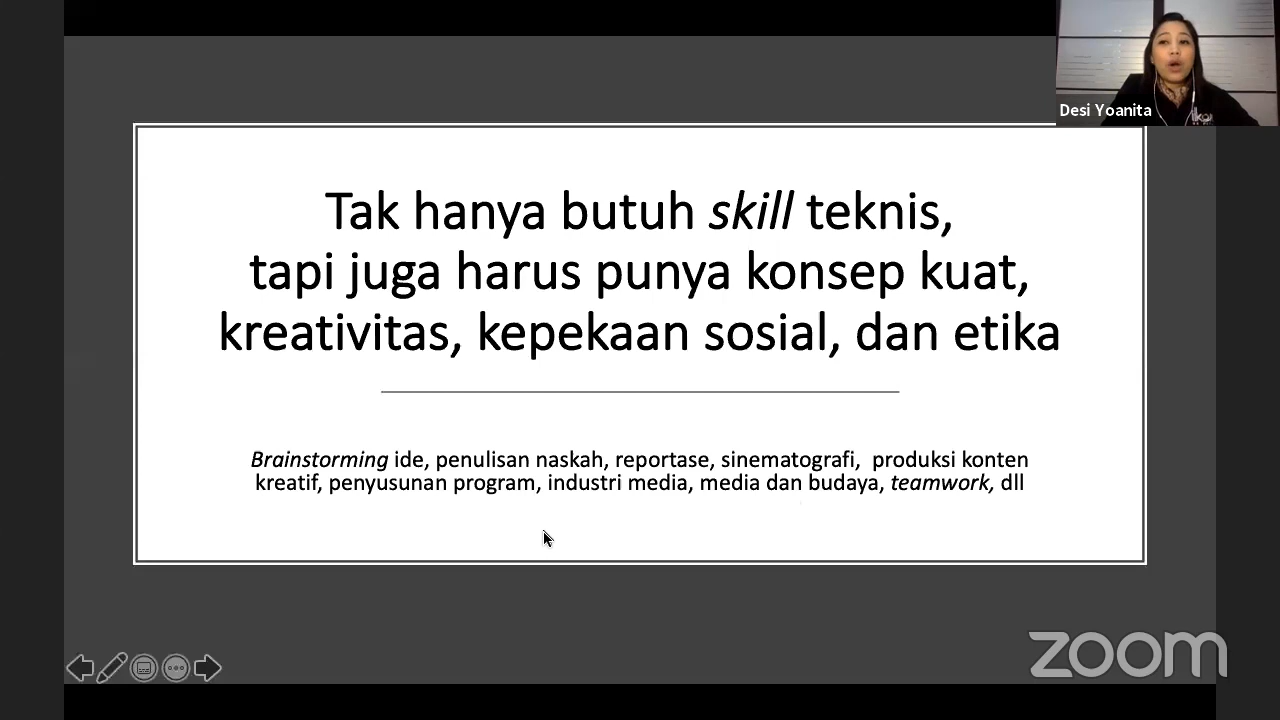 Desi Yoanita
Tak hanya butuh skill teknis,
tapi juga harus punya konsep kuat,
kreativitas, kepekaan sosial, dan etika
Brainstorming ide, penulisan naskah, reportase, sinematografi,  produksi konten
kreatif, penyusunan program, industri media, media dan budaya, teamwork, dll
zoom